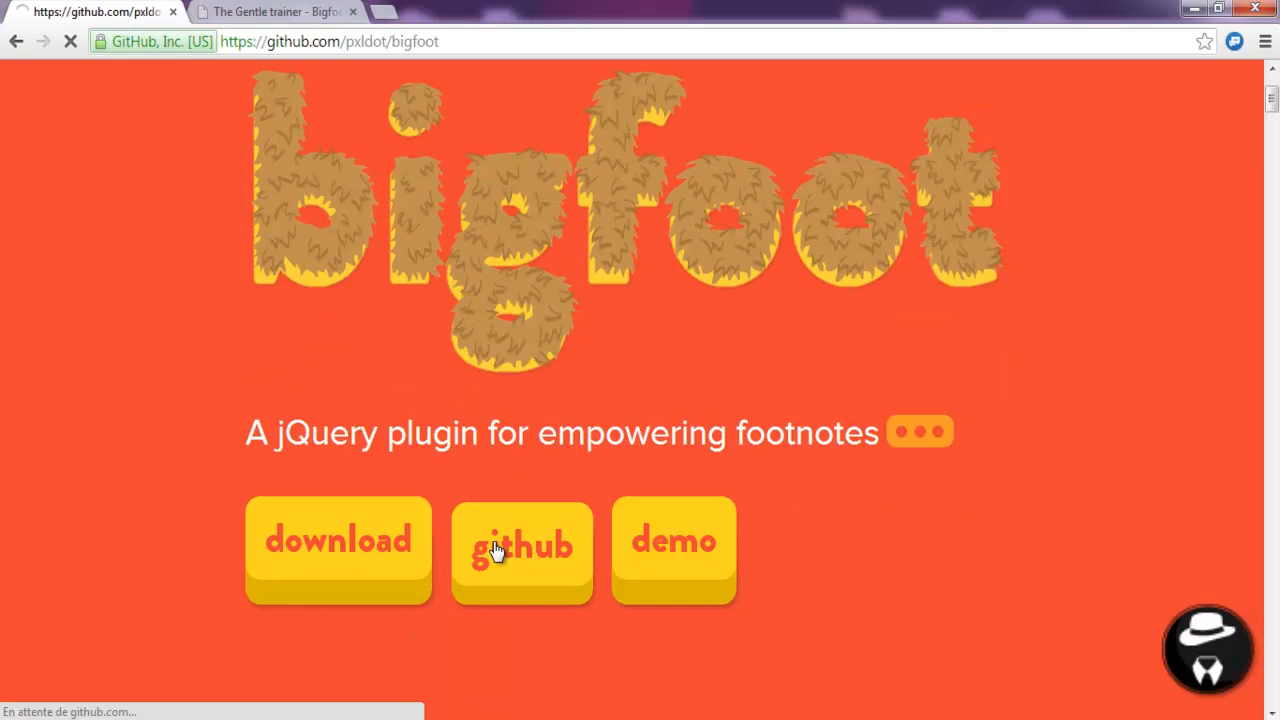 https://github.com/pxldo
The Gentle trainer - Bigfo
GitHub, Inc. [US] https://github.com/pxldot/bigfoot
bigfoot
A jQuery plugin for empowering footnotes
download
github
demo
En attente de github.com...